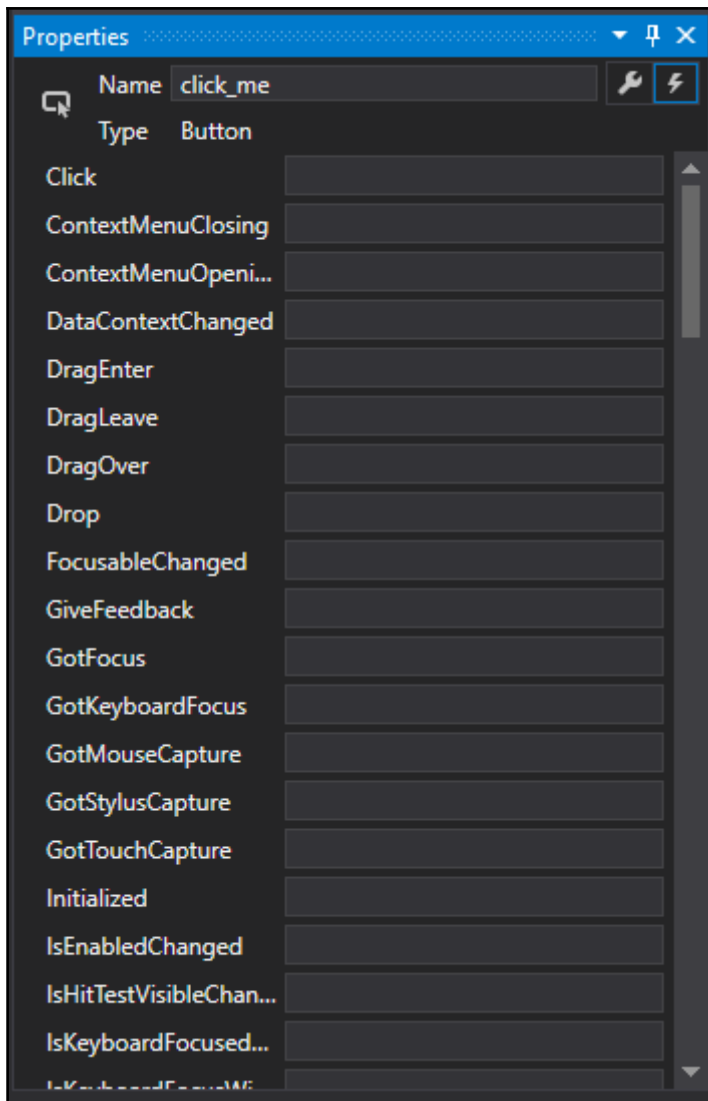 Properties
Name click_me
Type Button
Click
ContextMenuClosing
ContextMenuOpeni...
DataContextChanged
DragEnter
DragLeave
DragOver
Drop
FocusableChanged
GiveFeedback
GotFocus
GotKeyboardFocus
GotMouseCapture
GotStylusCapture
GotTouchCapture
Initialized
IsEnabledChanged
IsHitTestVisibleChan...
IsKeyboardFocused...
IsKeyboardFocusWi...